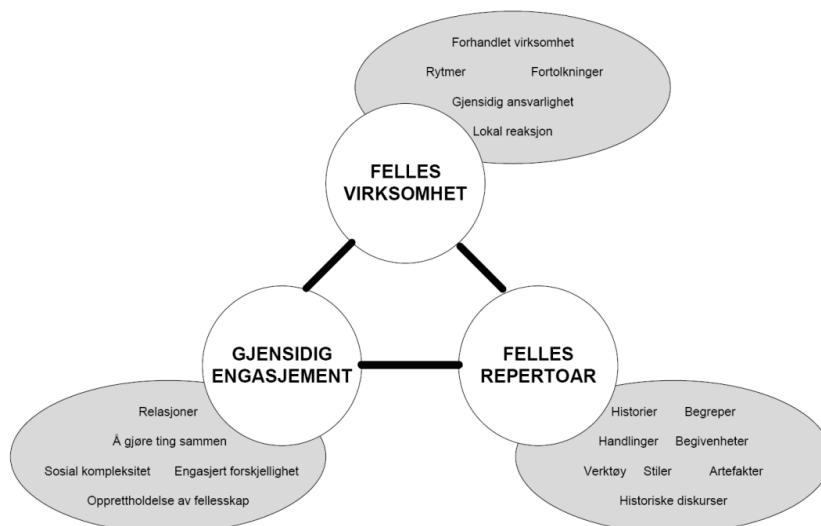 Forhandlet virksomhet
Rytmer Fortolkninger
Gjensidig ansvarlighet
Lokal reaksjon
FELLES
VIRKSOMHET
GJENSIDIG
ENGASJEMENT
FELLES
REPERTOAR
Relasjoner
Å gjøre ting sammen
Sosial kompleksitet Engasjert forskjellighet
Opprettholdelse av fellesskap
Historier Begreper
Handlinger Begivenheter
Verktøy Stiler Artefakter
Historiske diskurser